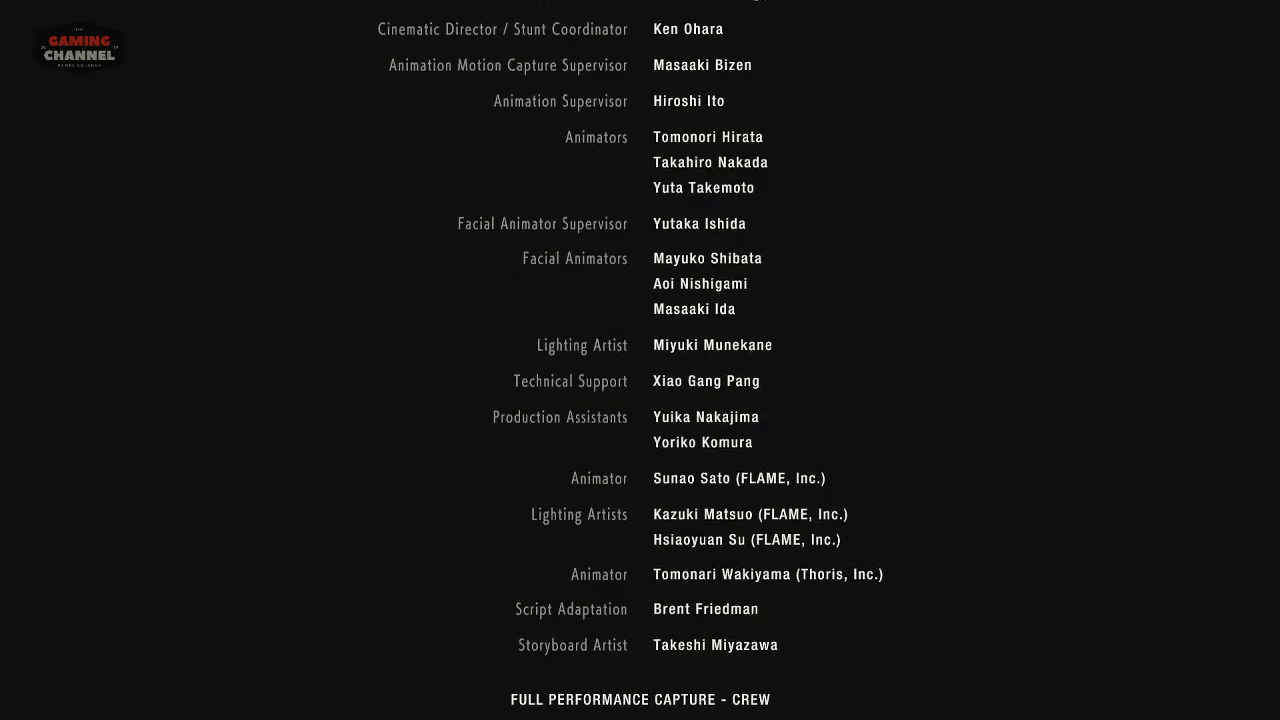 THE
GAMING
20 19
CHANNEL
Cinematic Director / Stunt Coordinator Ken Ohara
Animation Motion Capture Supervisor Masaaki Bizen
Animation Supervisor Hiroshi Ito
Animators Tomonori Hirata
Takahiro Nakada
Yuta Takemoto
Facial Animator Supervisor Yutaka Ishida
Facial Animators Mayuko Shibata
Aoi Nishigami
Masaaki Ida
Lighting Artist Miyuki Munekane
Technical Support Xiao Gang Pang
Production Assistants Yuika Nakajima
Yoriko Komura
Animator Sunao Sato (FLAME, Inc.)
Lighting Artists Kazuki Matsuo (FLAME, Inc.)
Hsiaoyuan Su (FLAME, Inc.)
Animator Tomonari Wakiyama (Thoris, Inc.)
Script Adaptation Brent Friedman
Storyboard Artist Takeshi Miyazawa
FULL PERFORMANCE CAPTURE - CREW